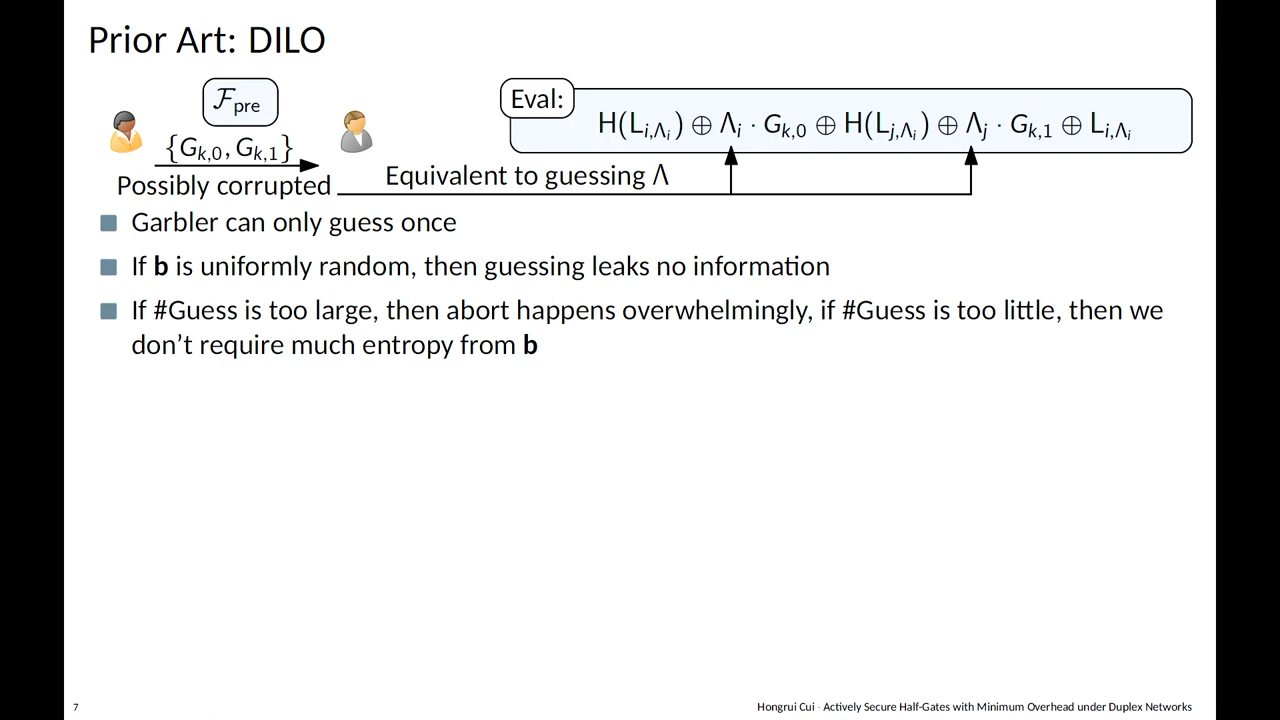 Prior Art: DILO
F_pre
Eval:
H(L_{i,Λ_i}) ⊕ Λ_i · G_{k,0} ⊕ H(L_{j,Λ_i}) ⊕ Λ_j · G_{k,1} ⊕ L_{i,Λ_i}
{G_{k,0}, G_{k,1}}
Possibly corrupted
Equivalent to guessing Λ
Garbler can only guess once
If b is uniformly random, then guessing leaks no information
If #Guess is too large, then abort happens overwhelmingly, if #Guess is too little, then we
don't require much entropy from b
7
Hongrui Cui · Actively Secure Half-Gates with Minimum Overhead under Duplex Networks